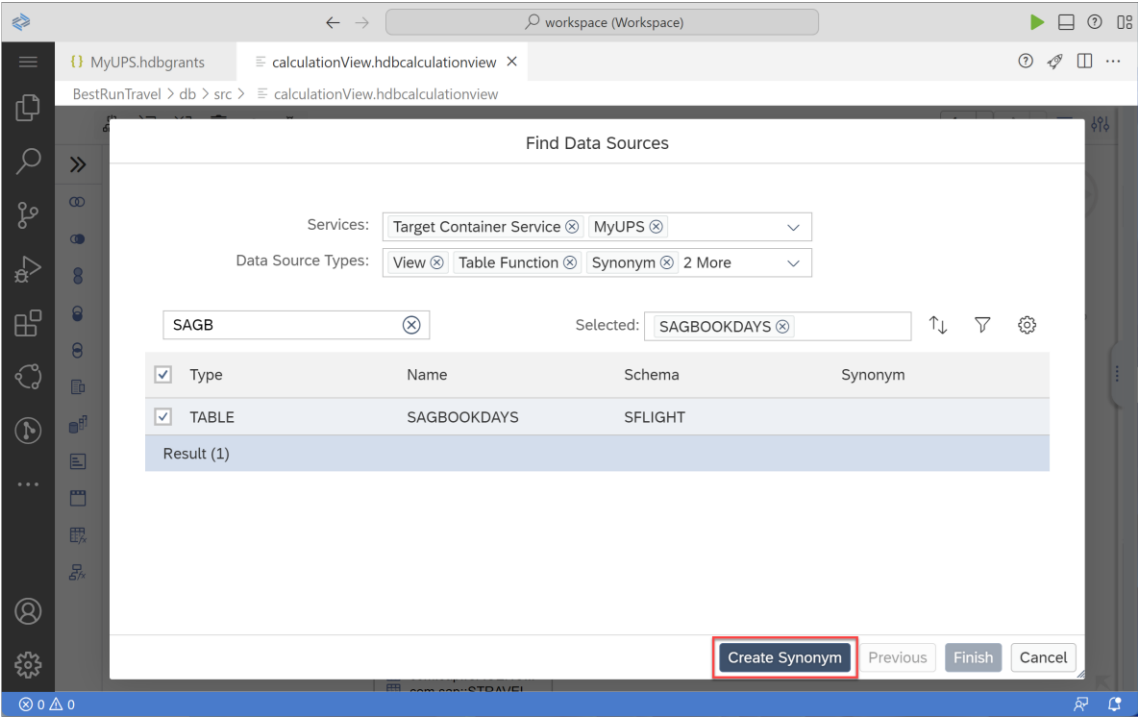 workspace (Workspace)
{} MyUPS.hdbgrants
calculationView.hdbcalculationview
BestRunTravel > db > src > calculationView.hdbcalculationview
Find Data Sources
Services: Target Container Service MyUPS
Data Source Types: View Table Function Synonym 2 More
SAGB Selected: SAGBOOKDAYS
Type Name Schema Synonym
TABLE SAGBOOKDAYS SFLIGHT
Result (1)
Create Synonym Previous Finish Cancel
0 0